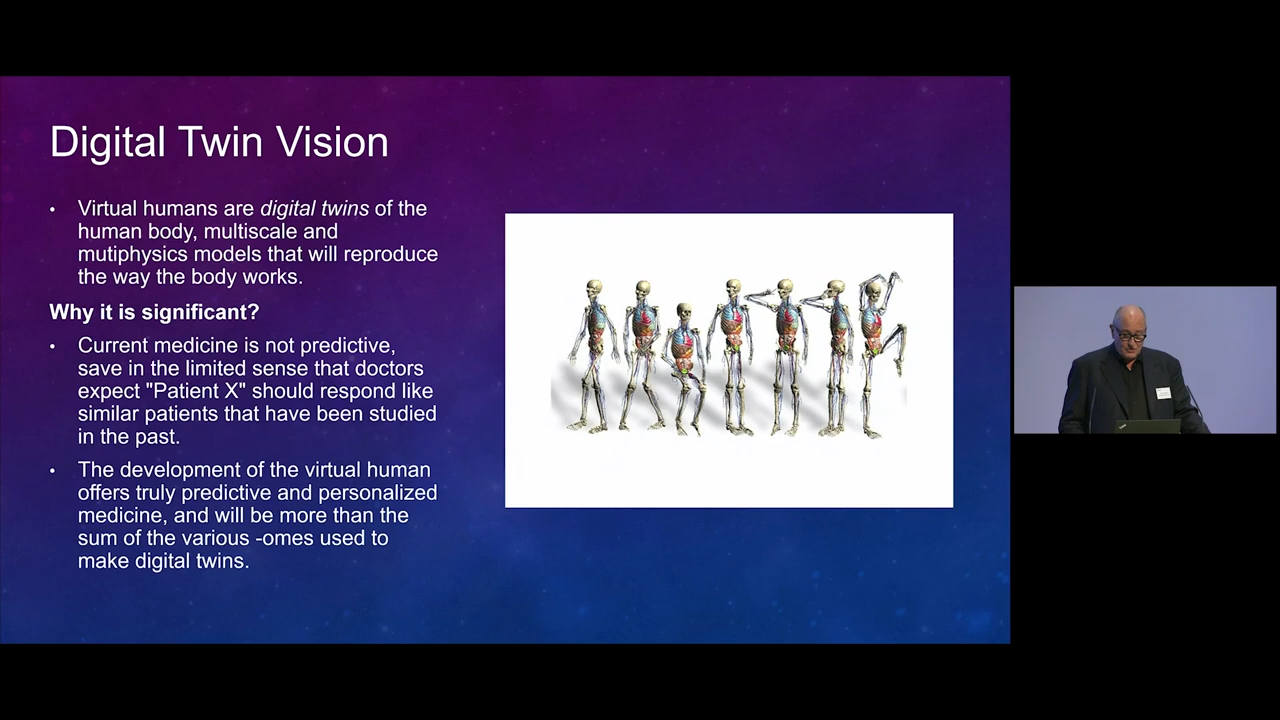 Digital Twin Vision
• Virtual humans are digital twins of the
human body, multiscale and
mutiphysics models that will reproduce
the way the body works.
Why it is significant?
• Current medicine is not predictive,
save in the limited sense that doctors
expect "Patient X" should respond like
similar patients that have been studied
in the past.
• The development of the virtual human
offers truly predictive and personalized
medicine, and will be more than the
sum of the various -omes used to
make digital twins.